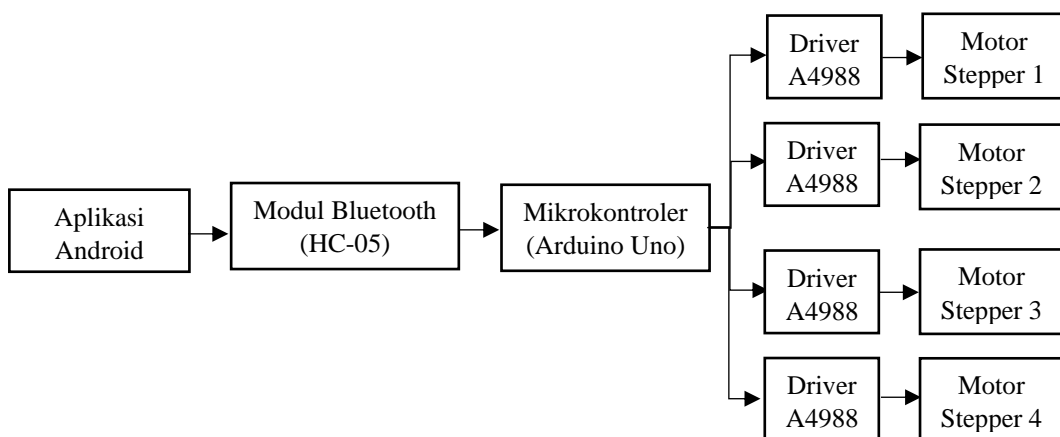 Aplikasi
Android
Modul Bluetooth
(HC-05)
Mikrokontroler
(Arduino Uno)
Driver
A4988
Motor
Stepper 1
Driver
A4988
Motor
Stepper 2
Driver
A4988
Motor
Stepper 3
Driver
A4988
Motor
Stepper 4